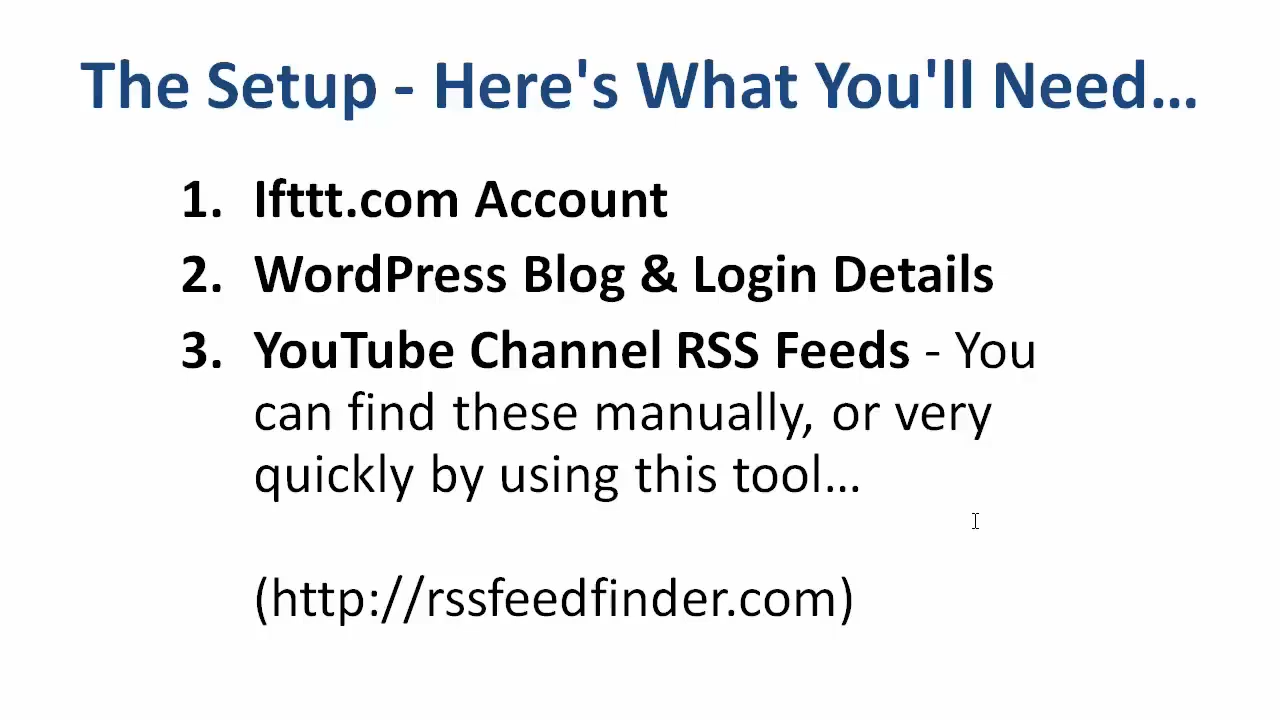 The Setup - Here's What You'll Need...
1. Ifttt.com Account
2. WordPress Blog & Login Details
3. YouTube Channel RSS Feeds - You
can find these manually, or very
quickly by using this tool...
(http://rssfeedfinder.com)